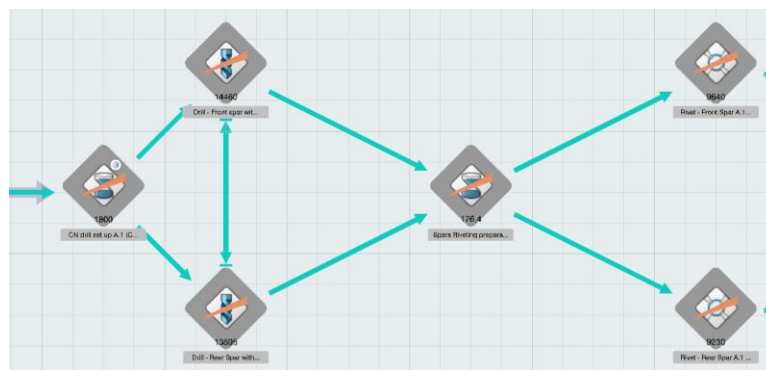 14460
Drill - Front spar wit...
9640
Rivet - Front Spar A.1 ...
1800
CN drill set up A.1 (C...
176,4
Spars Riveting prepara...
13895
Drill - Rear Spar with...
9230
Rivet - Rear Spar A.1 ...